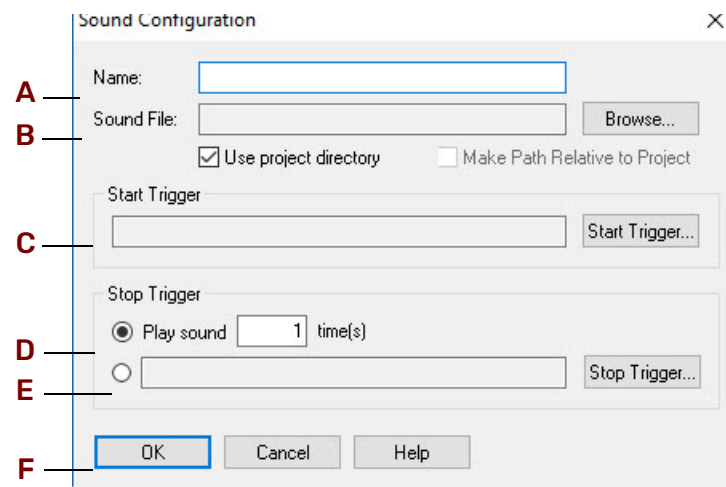 Sound Configuration
Name:
A
Sound File:
Browse...
B
Use project directory
Make Path Relative to Project
Start Trigger
C
Start Trigger...
Stop Trigger
Play sound 1 time(s)
D
Stop Trigger...
E
OK Cancel Help
F